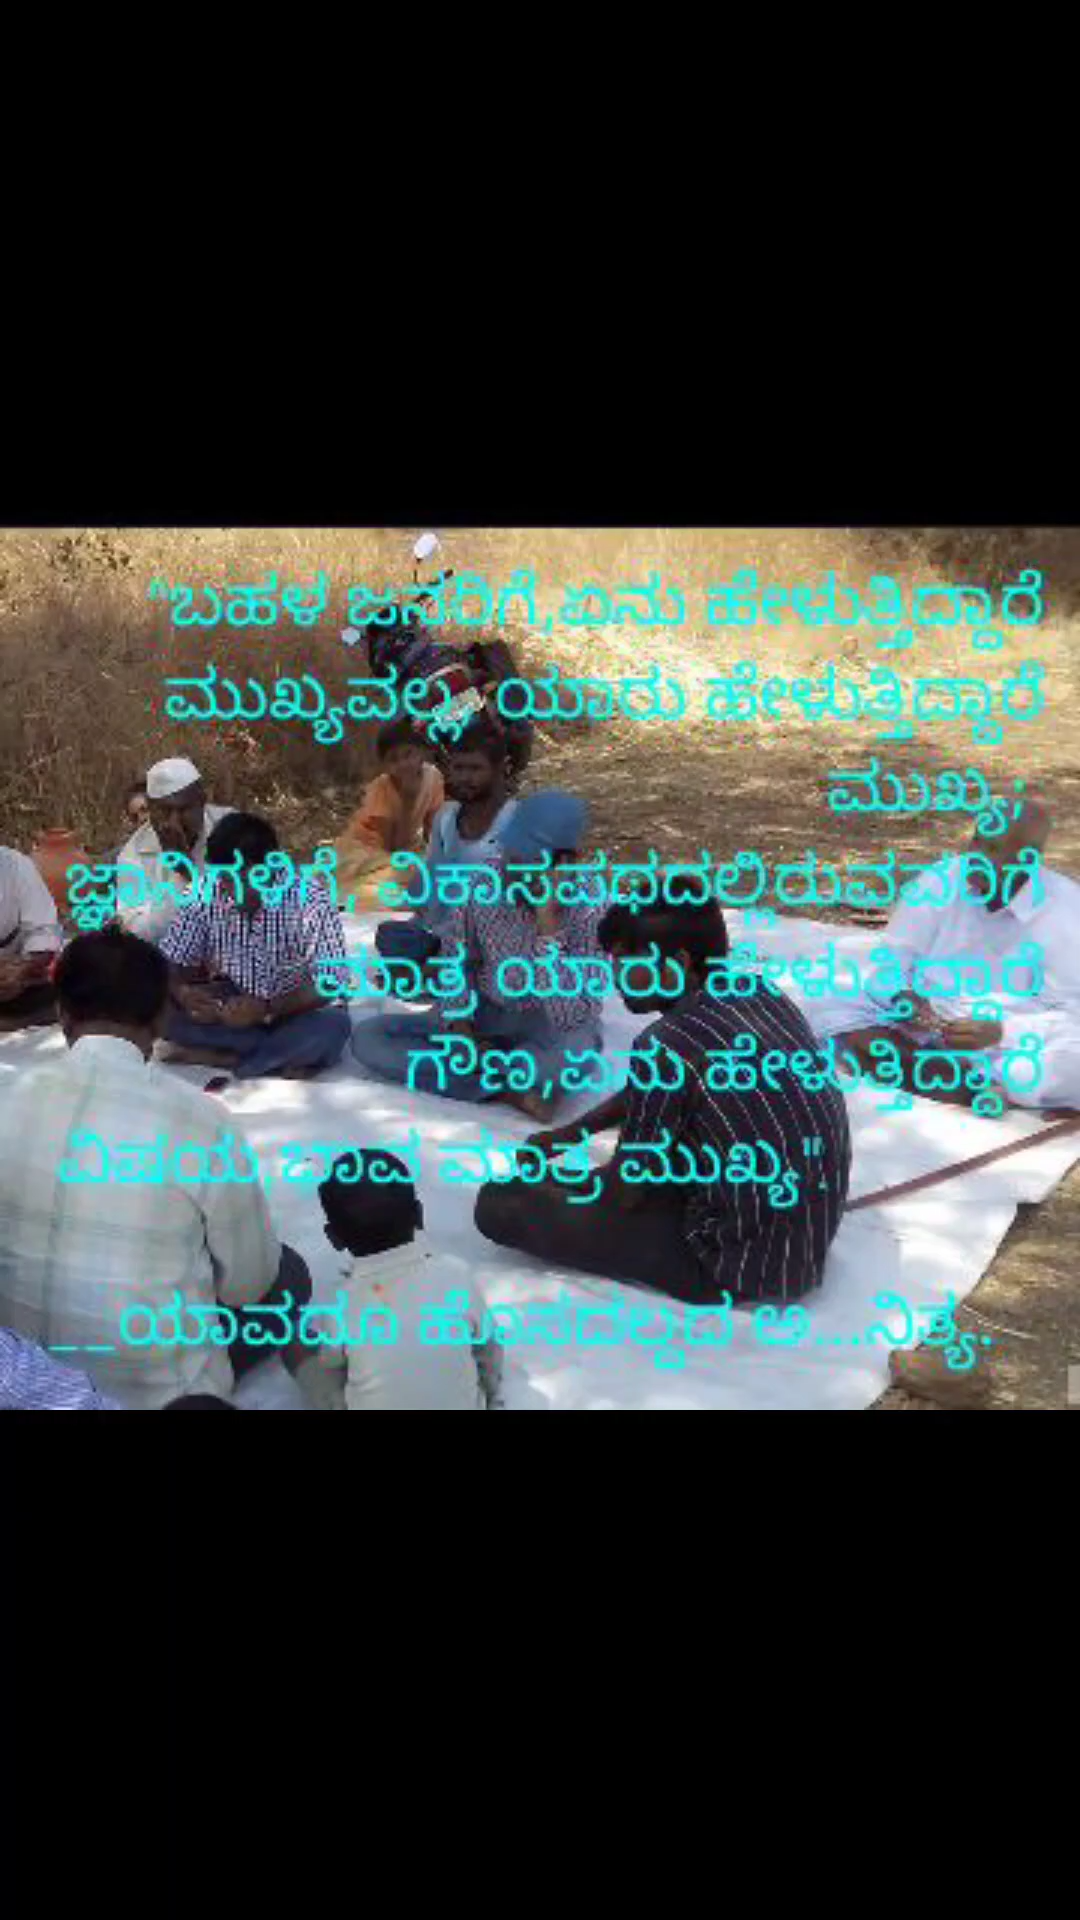 "ಬಹಳ ಜನರಿಗೆ,ಏನು ಹೇಳುತ್ತಿದ್ದಾರೆ
ಮುಖ್ಯವಲ್ಲ, ಯಾರು ಹೇಳುತ್ತಿದ್ದಾರೆ
ಮುಖ್ಯ;
ಜ್ಞಾನಿಗಳಿಗೆ, ವಿಕಾಸಪಥದಲ್ಲಿರುವವರಿಗೆ
ಮಾತ್ರ ಯಾರು ಹೇಳುತ್ತಿದ್ದಾರೆ
ಗೌಣ,ಏನು ಹೇಳುತ್ತಿದ್ದಾರೆ
ವಿಷಯ,ಭಾವ ಮಾತ್ರ ಮುಖ್ಯ".
__ಯಾವದೂ ಹೊಸದಲ್ಲದ ಅ...ನಿತ್ಯ.